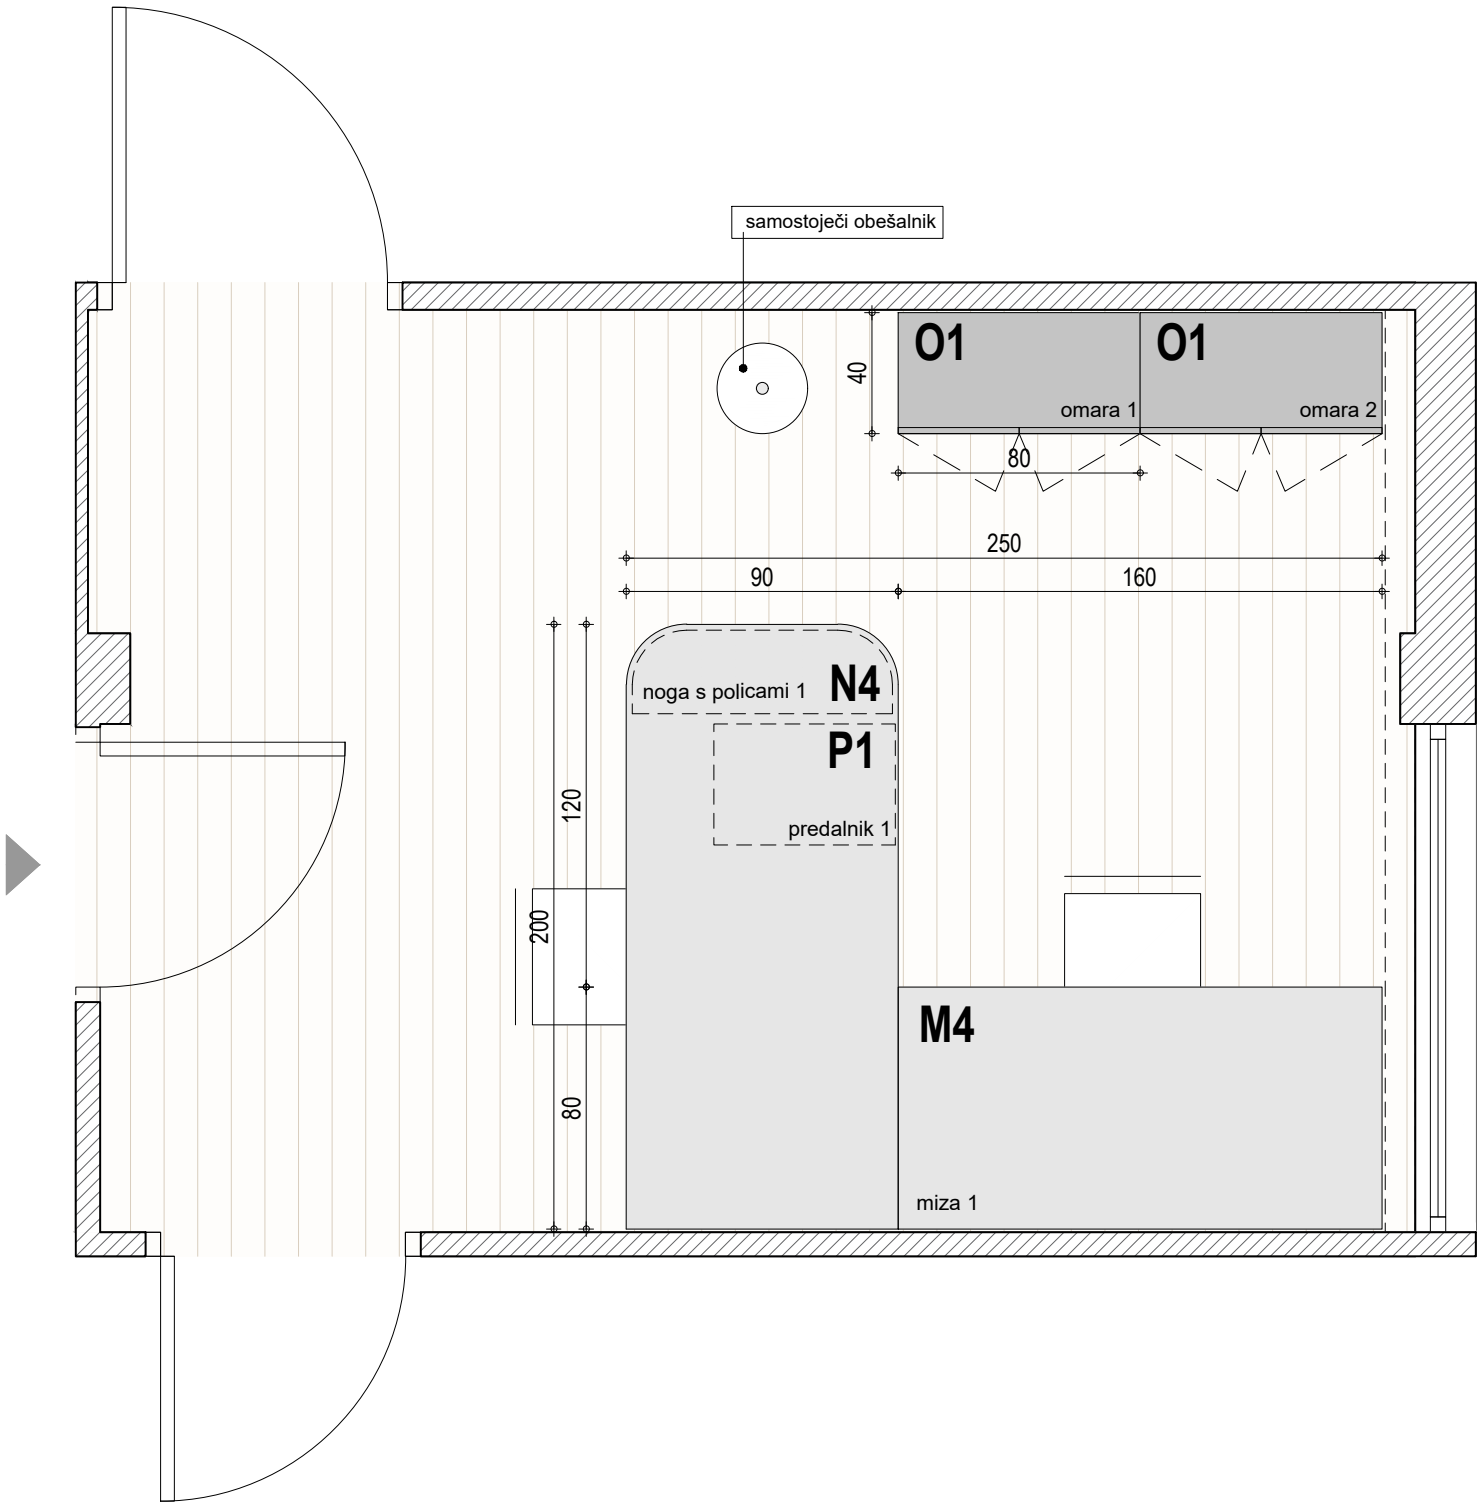 samostoječi obešalnik
O1
O1
40
omara 1
omara 2
80
250
90
160
noga s policami 1
N4
P1
120
predalnik 1
200
M4
80
miza 1